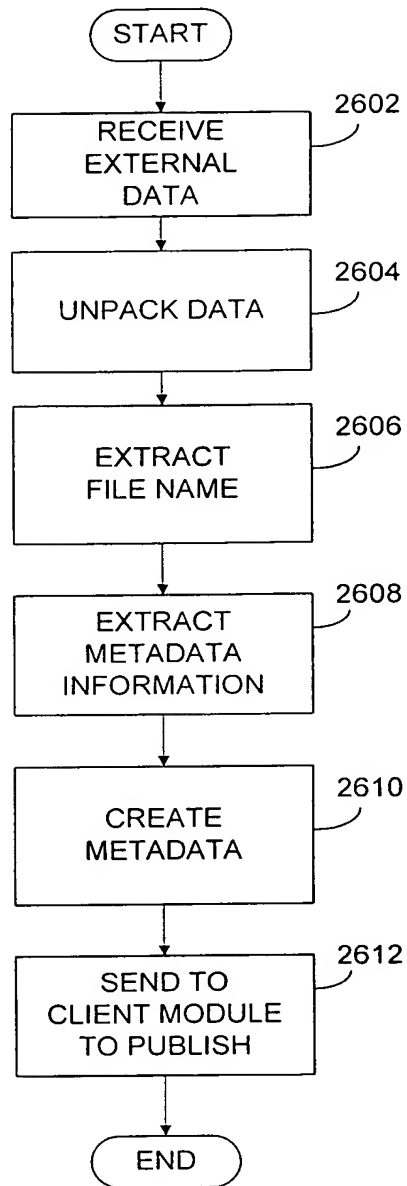 START
2602
RECEIVE
EXTERNAL
DATA
2604
UNPACK DATA
2606
EXTRACT
FILE NAME
2608
EXTRACT
METADATA
INFORMATION
2610
CREATE
METADATA
2612
SEND TO
CLIENT MODULE
TO PUBLISH
END